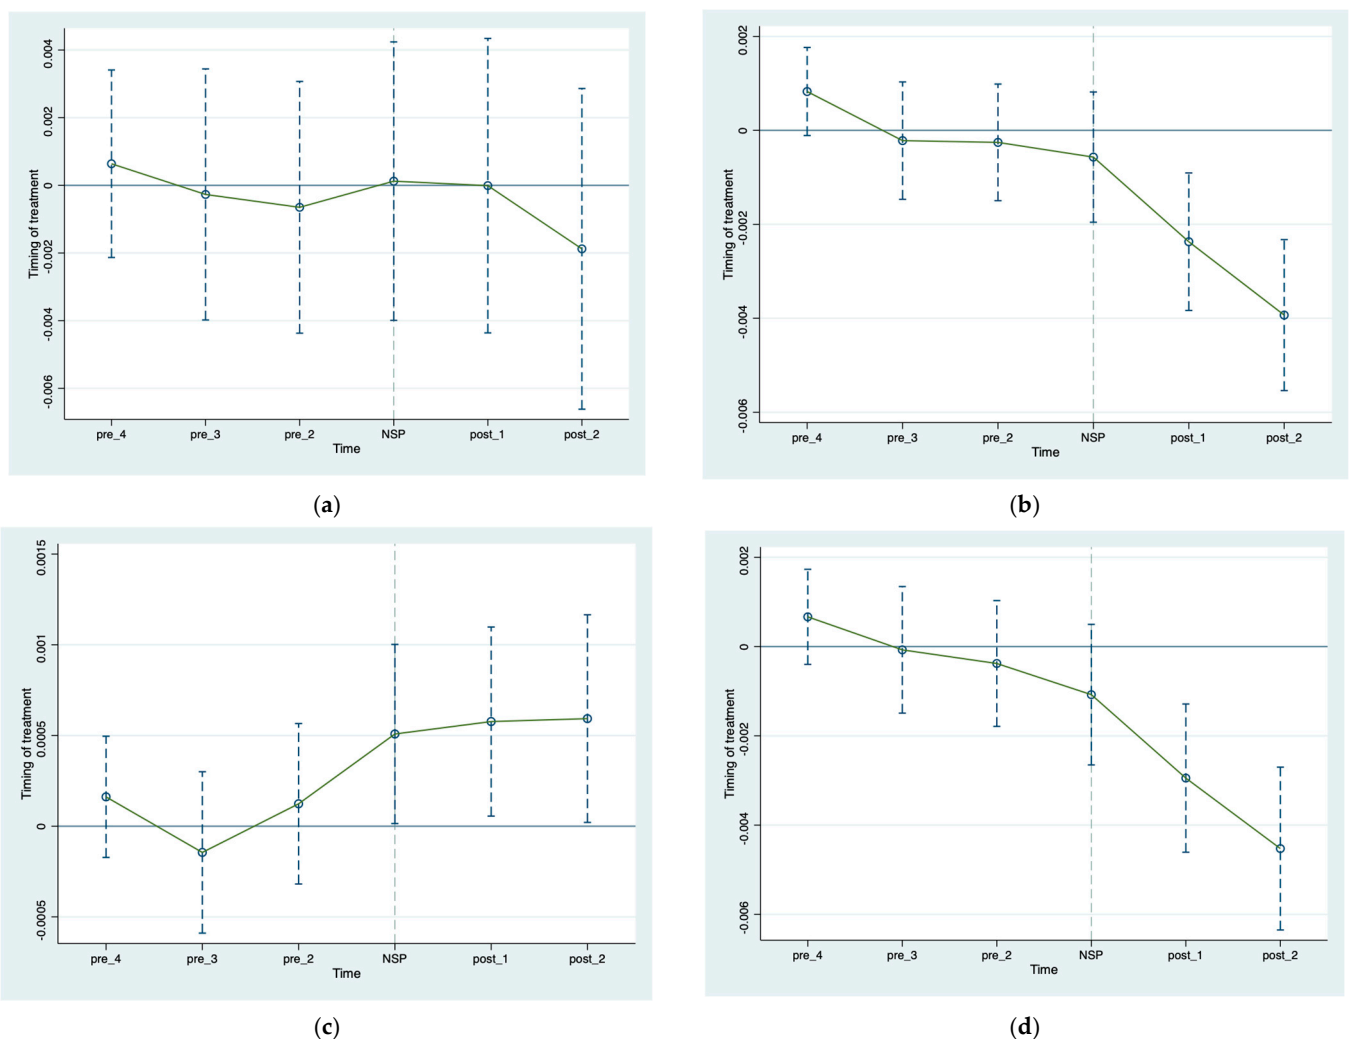 Timing of treatment
0.004
0.002
0
-0.002
-0.004
-0.006
pre_4 pre_3 pre_2 NSP post_1 post_2
Time
(a)
Timing of treatment
0.002
0
-0.002
-0.004
-0.006
pre_4 pre_3 pre_2 NSP post_1 post_2
Time
(b)
Timing of treatment
0.0015
0.001
0.0005
0
-0.0005
pre_4 pre_3 pre_2 NSP post_1 post_2
Time
(c)
Timing of treatment
0.002
0
-0.002
-0.004
-0.006
pre_4 pre_3 pre_2 NSP post_1 post_2
Time
(d)